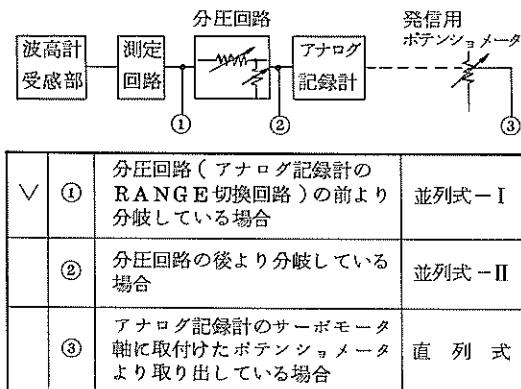 分圧回路
発信用
ポテンショメータ
波高計
受感部
測定
回路
アナログ
記録計
①
②
③
∨ ① 分圧回路(アナログ記録計の
RANGE切換回路)の前より
分岐している場合
並列式-Ⅰ
② 分圧回路の後より分岐している
場合
並列式-Ⅱ
③ アナログ記録計のサーボモータ
軸に取付けたポテンショメータ
より取り出している場合
直列式